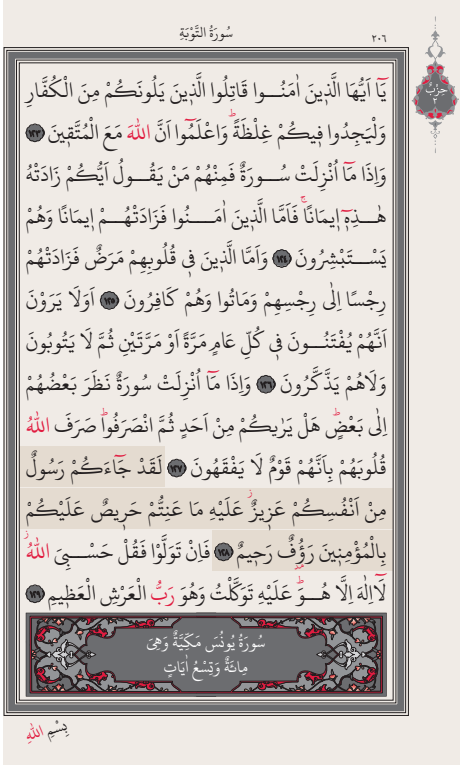 سُورَةُ التَّوْبَةِ
٢٠٦
حِزْبْ
٢
يَٓا اَيُّهَا الَّذ۪ينَ اٰمَنُوا قَاتِلُوا الَّذ۪ينَ يَلُونَكُمْ مِنَ الْكُفَّارِ
وَلْيَجِدُوا ف۪يكُمْ غِلْظَةًۜ وَاعْلَمُٓوا اَنَّ اللّٰهَ مَعَ الْمُتَّق۪ينَ ﴿١٢٣﴾
وَاِذَا مَٓا اُنْزِلَتْ سُورَةٌ فَمِنْهُمْ مَنْ يَقُولُ اَيُّكُمْ زَادَتْهُ
هٰذِه۪ٓ ا۪يمَانًاۚ فَاَمَّا الَّذ۪ينَ اٰمَنُوا فَزَادَتْهُمْ ا۪يمَانًا وَهُمْ
يَسْتَبْشِرُونَ ﴿١٢٤﴾ وَاَمَّا الَّذ۪ينَ ف۪ي قُلُوبِهِمْ مَرَضٌ فَزَادَتْهُمْ
رِجْسًا اِلٰى رِجْسِهِمْ وَمَاتُوا وَهُمْ كَافِرُونَ ﴿١٢٥﴾ اَوَلَا يَرَوْنَ
اَنَّهُمْ يُفْتَنُونَ ف۪ي كُلِّ عَامٍ مَرَّةً اَوْ مَرَّتَيْنِ ثُمَّ لَا يَتُوبُونَ
وَلَاهُمْ يَذَّكَّرُونَ ﴿١٢٦﴾ وَاِذَا مَٓا اُنْزِلَتْ سُورَةٌ نَظَرَ بَعْضُهُمْ
اِلٰى بَعْضٍۜ هَلْ يَرٰيكُمْ مِنْ اَحَدٍ ثُمَّ انْصَرَفُواۜ صَرَفَ اللّٰهُ
قُلُوبَهُمْ بِاَنَّهُمْ قَوْمٌ لَا يَفْقَهُونَ ﴿١٢٧﴾ لَقَدْ جَٓاءَكُمْ رَسُولٌ
مِنْ اَنْفُسِكُمْ عَز۪يزٌ عَلَيْهِ مَا عَنِتُّمْ حَر۪يصٌ عَلَيْكُمْ
بِالْمُؤْمِن۪ينَ رَؤُ۫فٌ رَح۪يمٌ ﴿١٢٨﴾ فَاِنْ تَوَلَّوْا فَقُلْ حَسْبِيَ اللّٰهُۘ
لَٓااِلٰهَ اِلَّا هُوَۜ عَلَيْهِ تَوَكَّلْتُ وَهُوَ رَبُّ الْعَرْشِ الْعَظ۪يمِ ﴿١٢٩﴾
سُورَةُ يُونُسَ مَكِّيَّةٌ وَهِيَ
مِائَةٌ وَتِسْعُ اٰيَاتٍ
بِسْمِ اللّٰهِ